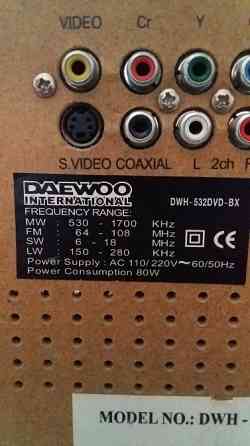 VIDEO Cr Y
S.VIDEO COAXIAL L 2ch
DAEWOO
INTERNATIONAL DWH-532DVD-BX
FREQUENCY RANGE:
MW : 530 - 1700 KHz
FM : 64 - 108 MHz
SW : 6 - 18 MHz
LW : 150 - 280 KHz
CE
Power Supply : AC 110/220V~60/50Hz
Power Consumption 80W
MODEL NO.: DWH -